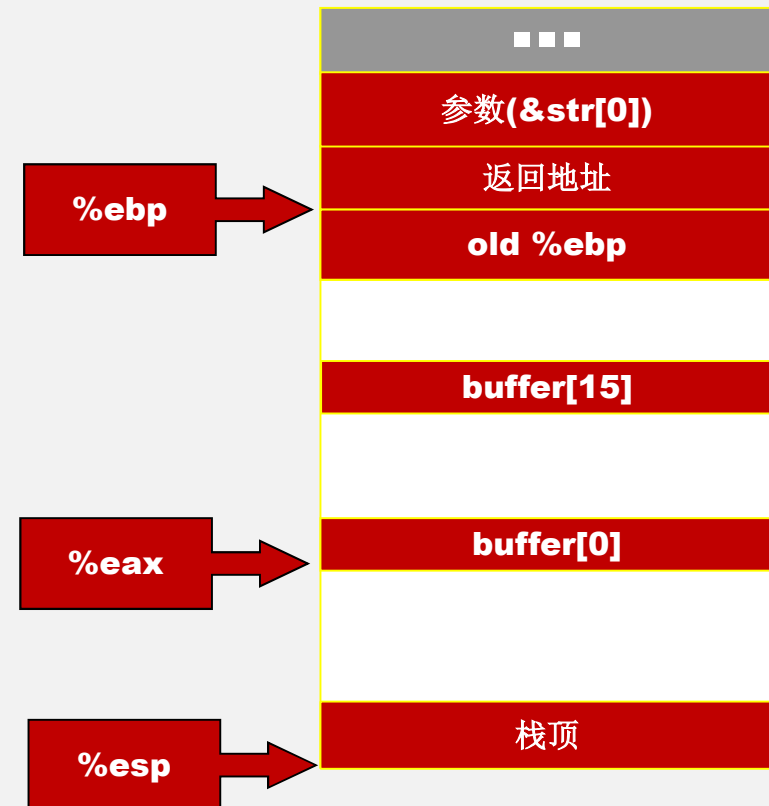 ...
参数(&str[0])
返回地址
%ebp
old %ebp
buffer[15]
buffer[0]
%eax
栈顶
%esp